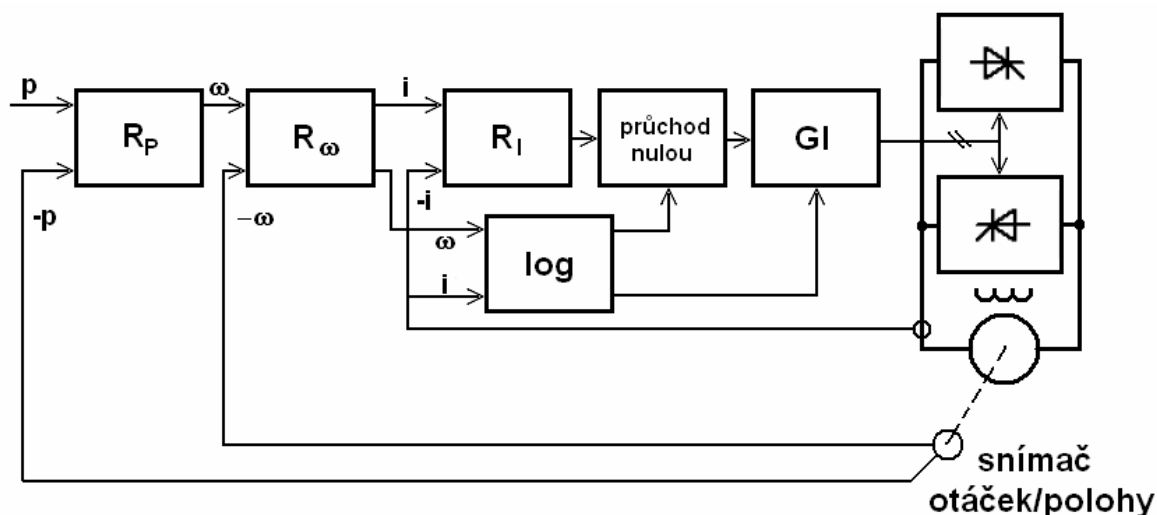 p
-p
R_P
ω
-ω
R_ω
i
-i
R_I
ω
i
log
průchod
nulou
GI
snímač
otáček/polohy